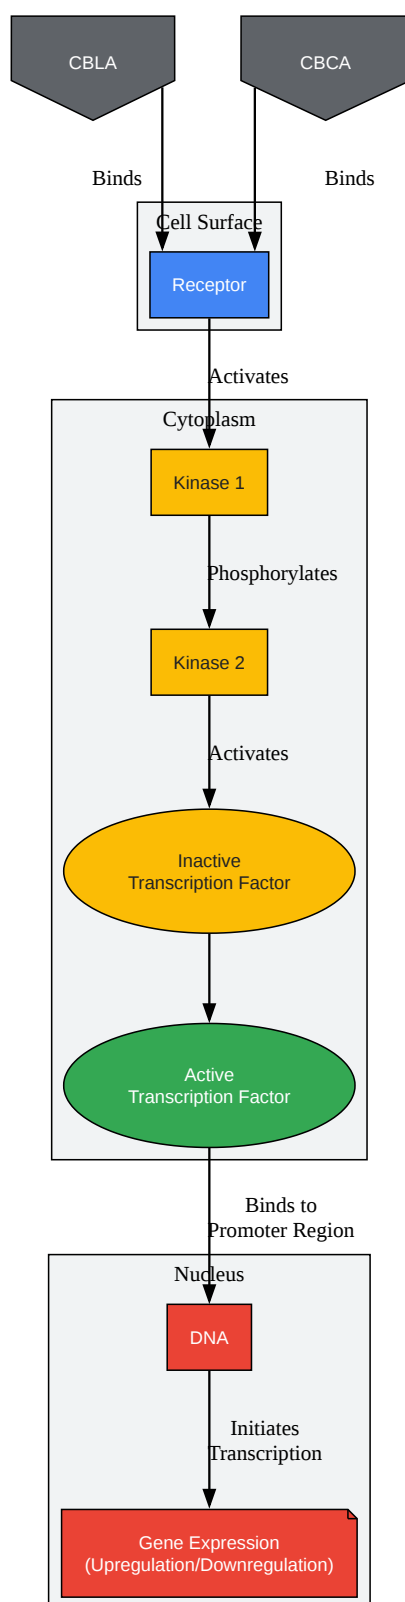 CBLA
CBCA
Binds
Binds
Cell Surface
Receptor
Activates
Cytoplasm
Kinase 1
Phosphorylates
Kinase 2
Activates
Inactive
Transcription Factor
Active
Transcription Factor
Binds to
Promoter Region
Nucleus
DNA
Initiates
Transcription
Gene Expression
(Upregulation/Downregulation)